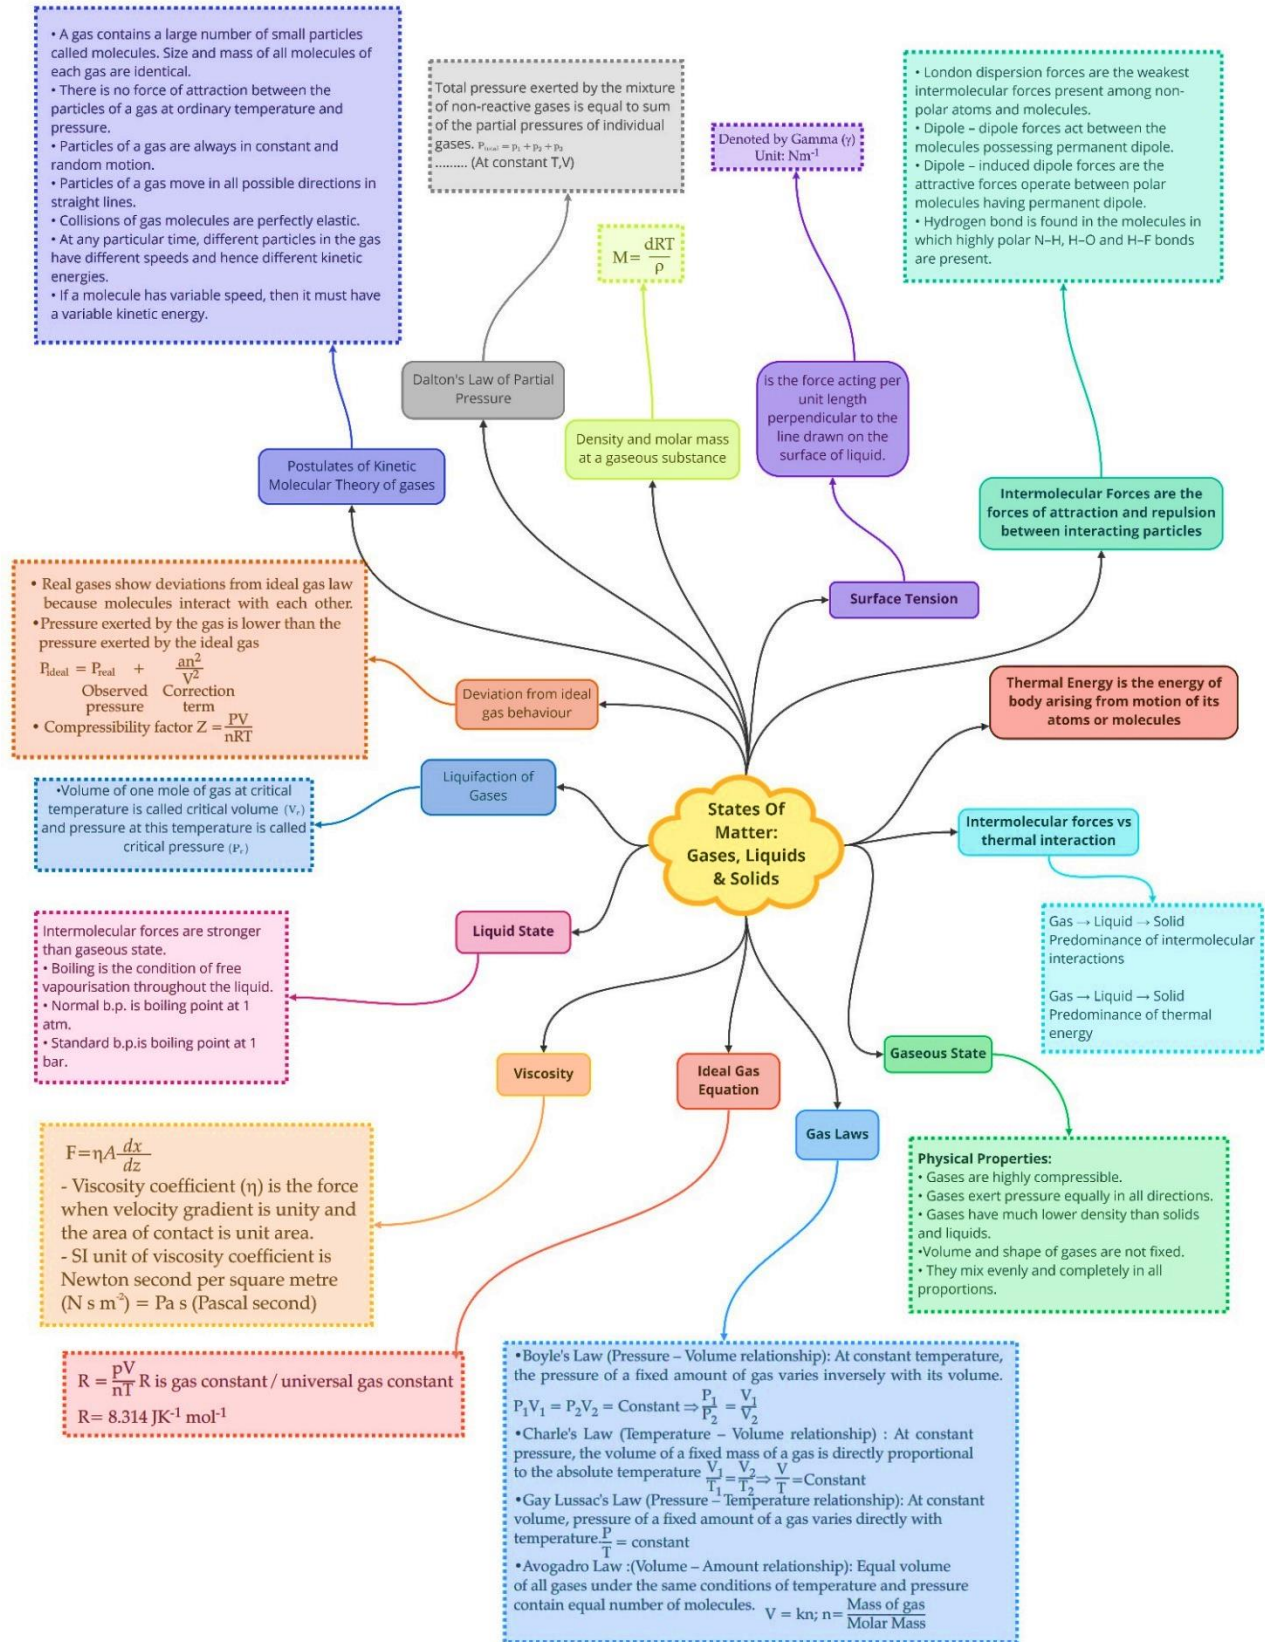 • A gas contains a large number of small particles
called molecules. Size and mass of all molecules of
each gas are identical.
• There is no force of attraction between the
particles of a gas at ordinary temperature and
pressure.
• Particles of a gas are always in constant and
random motion.
• Particles of a gas move in all possible directions in
straight lines.
• Collisions of gas molecules are perfectly elastic.
• At any particular time, different particles in the gas
have different speeds and hence different kinetic
energies.
• If a molecule has variable speed, then it must have
a variable kinetic energy.
Postulates of Kinetic
Molecular Theory of gases
Total pressure exerted by the mixture
of non-reactive gases is equal to sum
of the partial pressures of individual
gases. P_total = p₁ + p₂ + p₃
......... (At constant T,V)
Dalton's Law of Partial
Pressure
M= dRT/ρ
Density and molar mass
at a gaseous substance
Denoted by Gamma (γ)
Unit: Nm⁻¹
is the force acting per
unit length
perpendicular to the
line drawn on the
surface of liquid.
Surface Tension
• London dispersion forces are the weakest
intermolecular forces present among non-
polar atoms and molecules.
• Dipole – dipole forces act between the
molecules possessing permanent dipole.
• Dipole – induced dipole forces are the
attractive forces operate between polar
molecules having permanent dipole.
• Hydrogen bond is found in the molecules in
which highly polar N–H, H–O and H–F bonds
are present.
Intermolecular Forces are the
forces of attraction and repulsion
between interacting particles
• Real gases show deviations from ideal gas law
because molecules interact with each other.
•Pressure exerted by the gas is lower than the
pressure exerted by the ideal gas
P_ideal = P_real + an²/V²
Observed Correction
pressure term
• Compressibility factor Z = PV/nRT
Deviation from ideal
gas behaviour
Thermal Energy is the energy of
body arising from motion of its
atoms or molecules
•Volume of one mole of gas at critical
temperature is called critical volume
and pressure at this temperature is called
critical pressure
Liquifaction of
Gases
States Of
Matter:
Gases, Liquids
& Solids
Intermolecular forces vs
thermal interaction
Gas → Liquid → Solid
Predominance of intermolecular
interactions
Gas → Liquid → Solid
Predominance of thermal
energy
Intermolecular forces are stronger
than gaseous state.
• Boiling is the condition of free
vapourisation throughout the liquid.
• Normal b.p. is boiling point at 1
atm.
• Standard b.p.is boiling point at 1
bar.
Liquid State
Viscosity
Ideal Gas
Equation
Gas Laws
Gaseous State
F=ηA dx/dz
- Viscosity coefficient (η) is the force
when velocity gradient is unity and
the area of contact is unit area.
- SI unit of viscosity coefficient is
Newton second per square metre
(N s m⁻²) = Pa s (Pascal second)
Physical Properties:
• Gases are highly compressible.
• Gases exert pressure equally in all directions.
• Gases have much lower density than solids
and liquids.
•Volume and shape of gases are not fixed.
• They mix evenly and completely in all
proportions.
R = pV/nT R is gas constant / universal gas constant
R= 8.314 JK⁻¹ mol⁻¹
•Boyle's Law (Pressure – Volume relationship): At constant temperature,
the pressure of a fixed amount of gas varies inversely with its volume.
P₁V₁ = P₂V₂ = Constant ⇒ P₁/P₂ = V₁/V₂
•Charle's Law (Temperature – Volume relationship) : At constant
pressure, the volume of a fixed mass of a gas is directly proportional
to the absolute temperature V₁/T₁ = V₂/T₂ ⇒ V/T =Constant
•Gay Lussac's Law (Pressure – Temperature relationship): At constant
volume, pressure of a fixed amount of a gas varies directly with
temperature. P/T = constant
•Avogadro Law :(Volume – Amount relationship): Equal volume
of all gases under the same conditions of temperature and pressure
contain equal number of molecules. V = kn; n= Mass of gas/Molar Mass